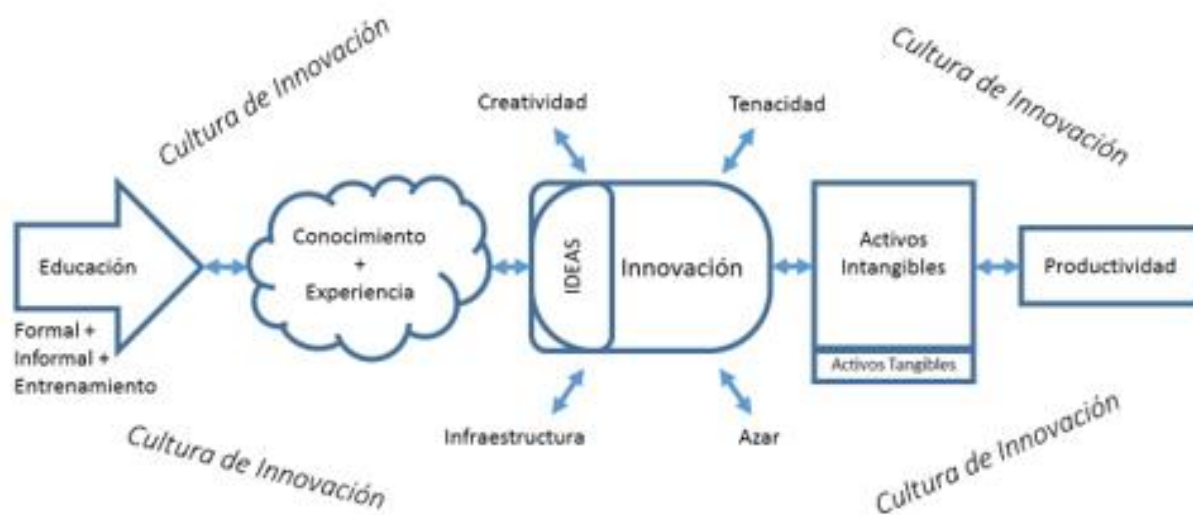 Cultura de Innovación
Cultura de Innovación
Creatividad
Tenacidad
Educación
Formal +
Informal +
Entrenamiento
Conocimiento
+
Experiencia
IDEAS
Innovación
Activos
Intangibles
Activos Tangibles
Productividad
Infraestructura
Azar
Cultura de Innovación
Cultura de Innovación